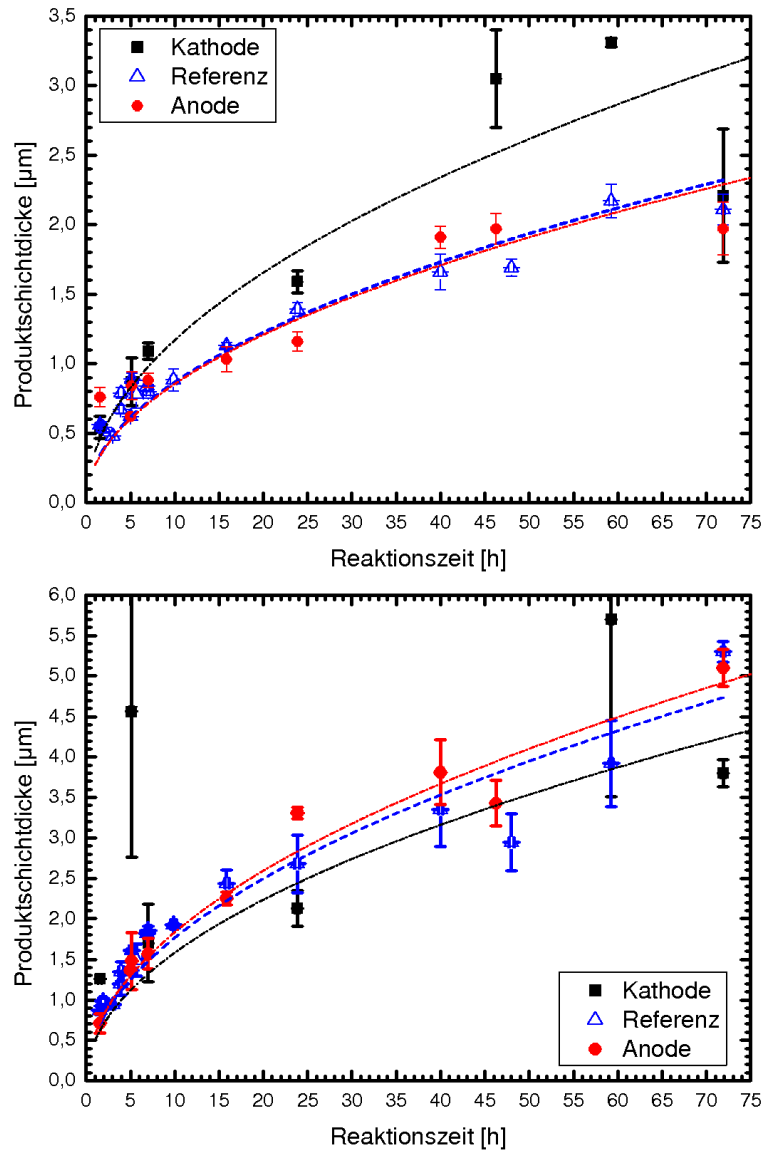 3,5
3,0
2,5
2,0
1,5
1,0
0,5
0,0
Produktschichtdicke [µm]
Kathode
Referenz
Anode
0 5 10 15 20 25 30 35 40 45 50 55 60 65 70 75
Reaktionszeit [h]
6,0
5,5
5,0
4,5
4,0
3,5
3,0
2,5
2,0
1,5
1,0
0,5
0,0
Produktschichtdicke [µm]
Kathode
Referenz
Anode
0 5 10 15 20 25 30 35 40 45 50 55 60 65 70 75
Reaktionszeit [h]